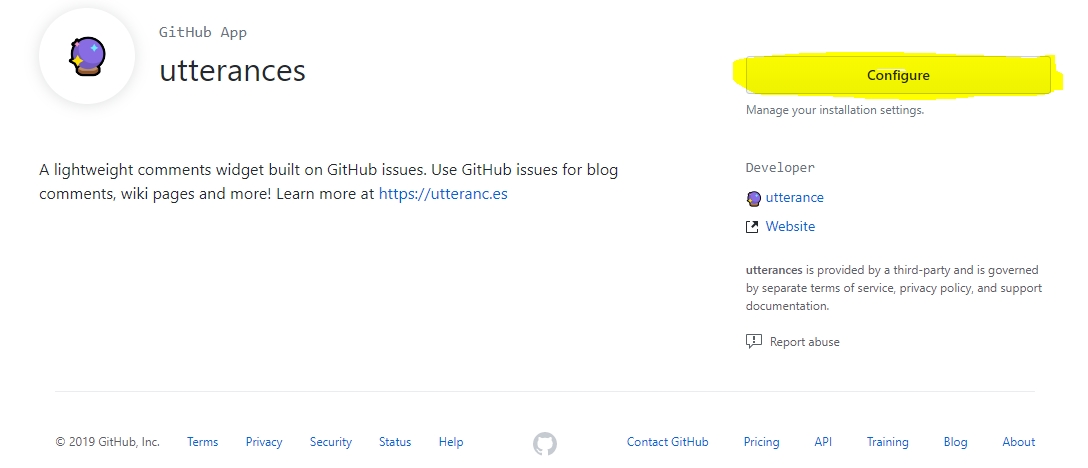 GitHub App
utterances
Configure
Manage your installation settings.
A lightweight comments widget built on GitHub issues. Use GitHub issues for blog
comments, wiki pages and more! Learn more at https://utteranc.es
Developer
utterance
Website
utterances is provided by a third-party and is governed
by separate terms of service, privacy policy, and support
documentation.
Report abuse
© 2019 GitHub, Inc. Terms Privacy Security Status Help Contact GitHub Pricing API Training Blog About